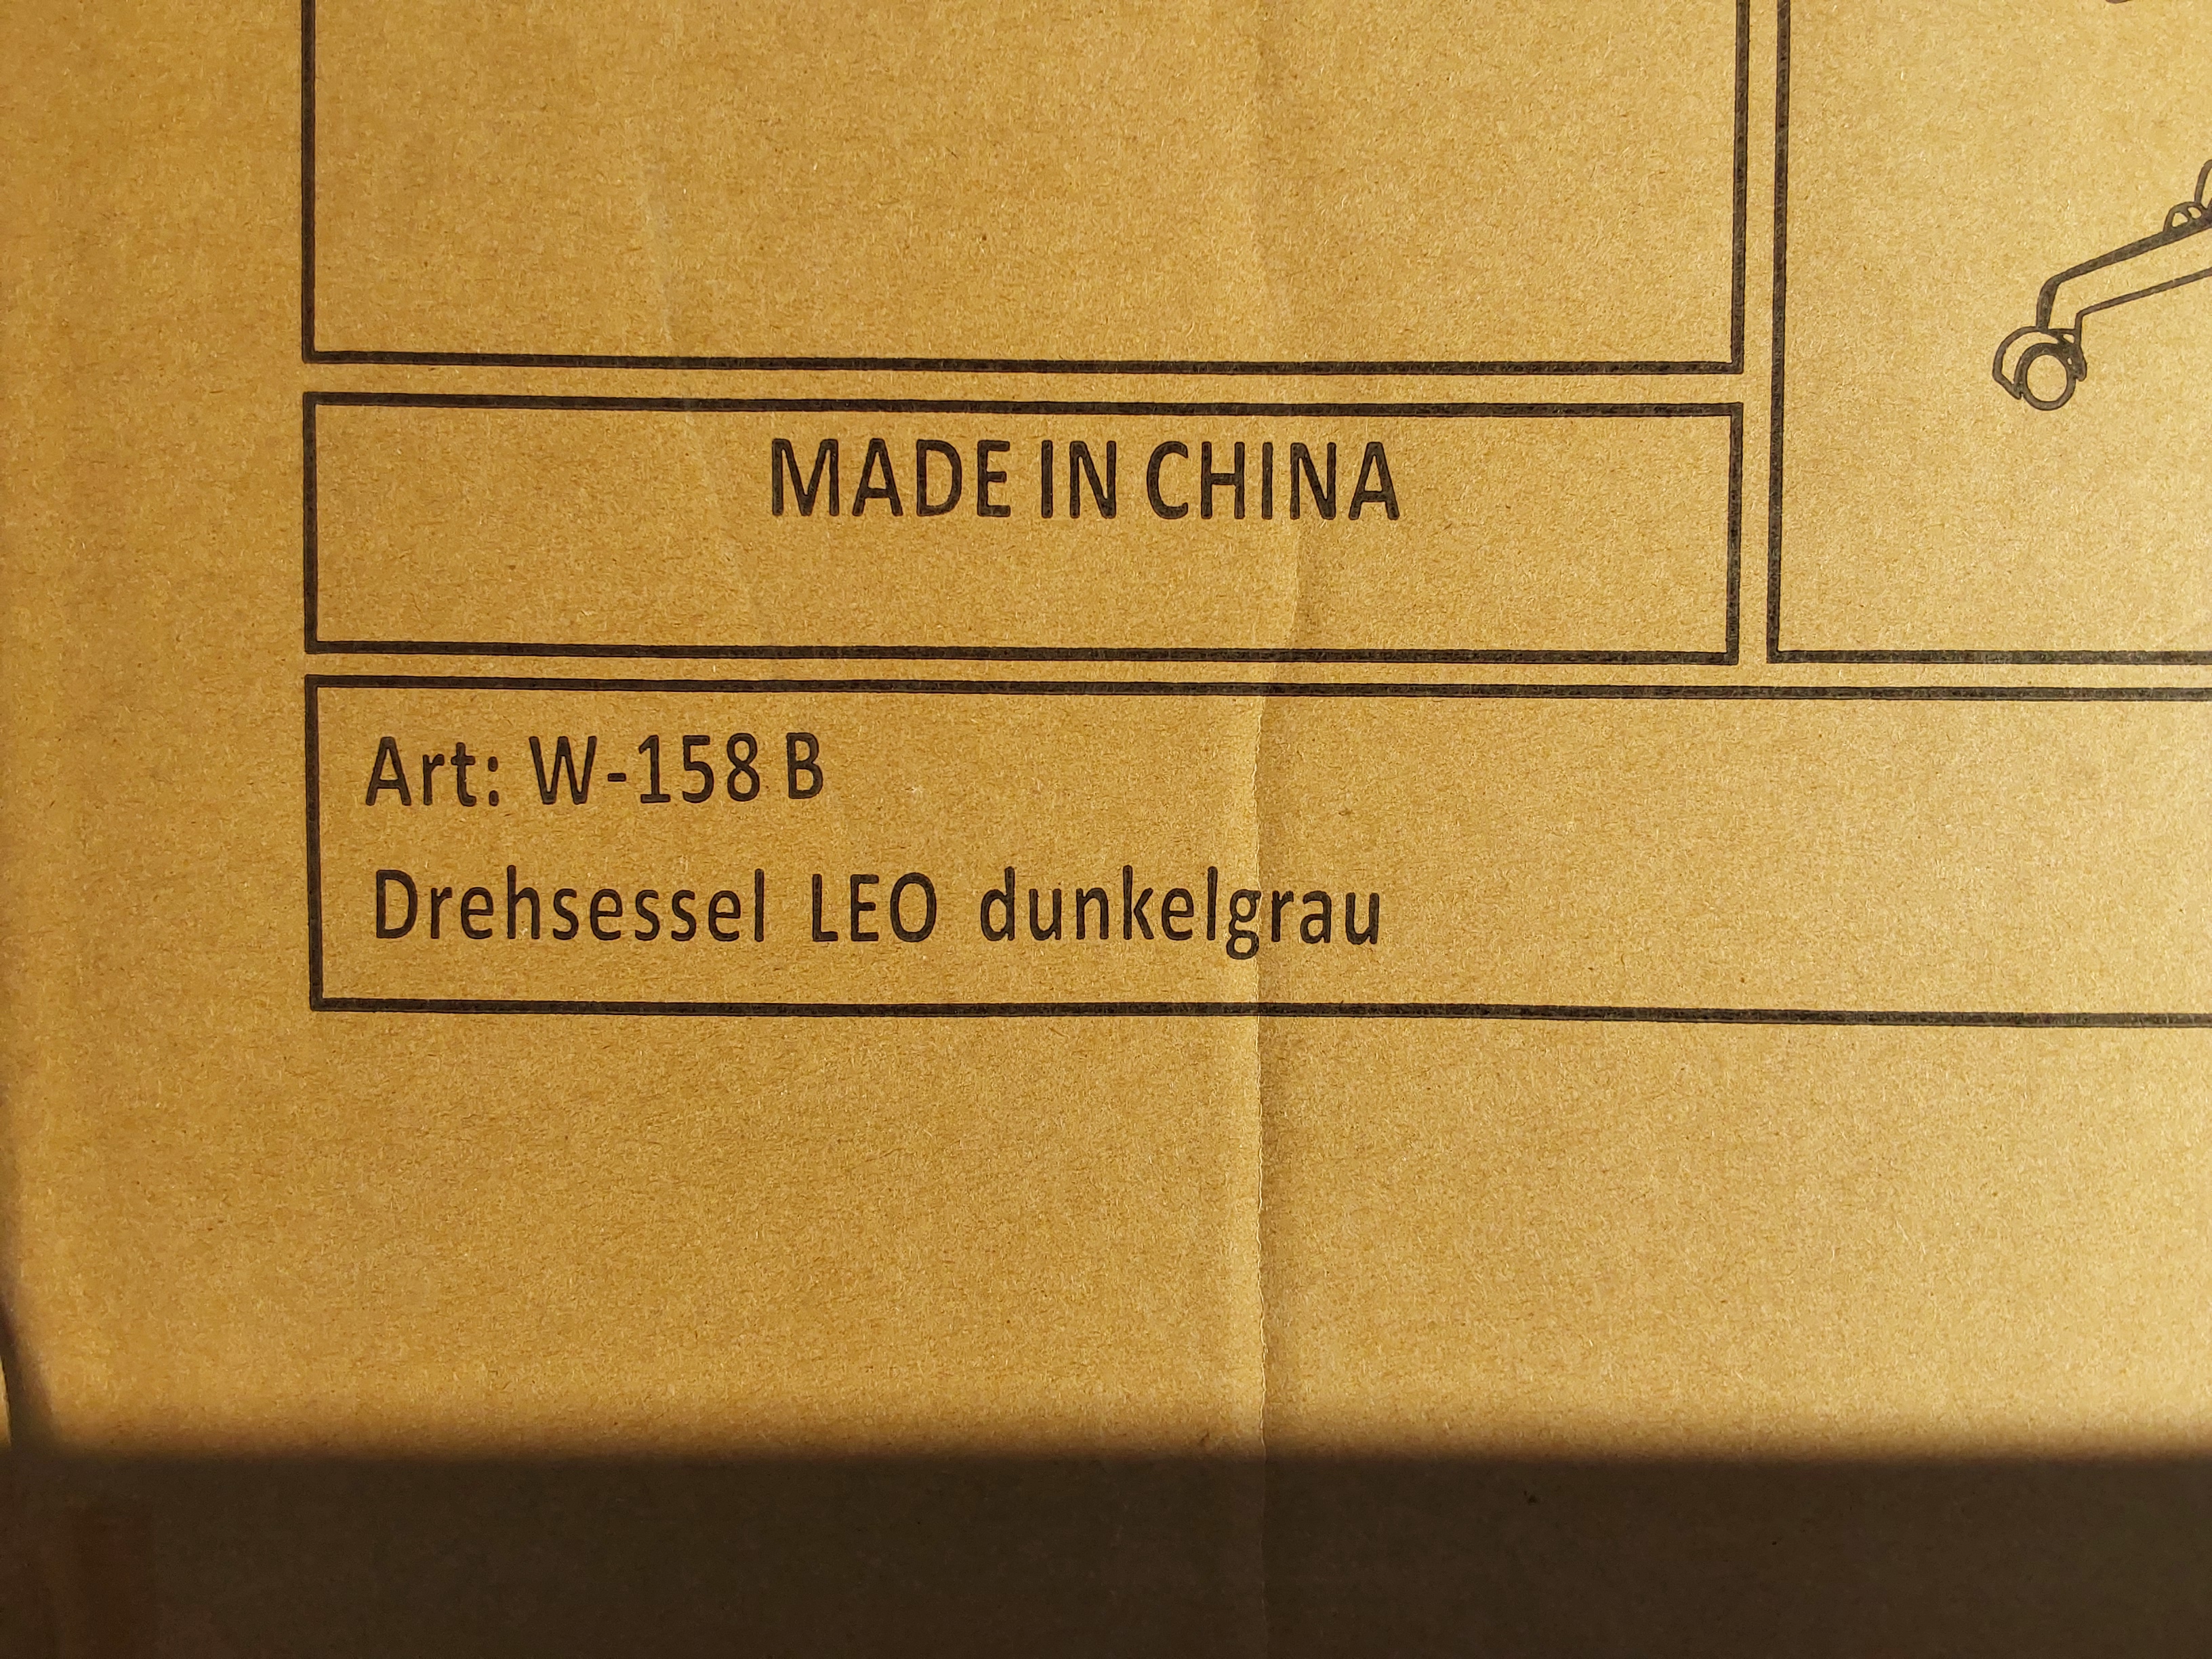 MADE IN CHINA
Art: W-158 B
Drehsessel LEO dunkelgrau